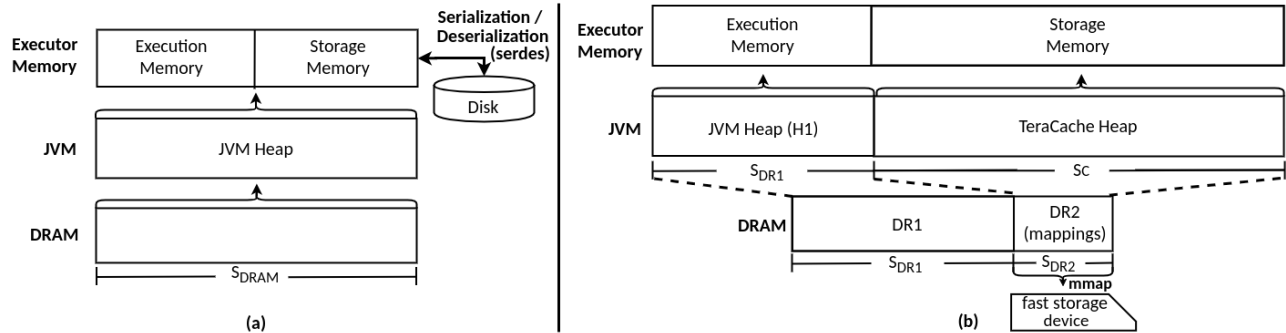 Serialization /
Deserialization
(serdes)
Executor
Memory
Execution
Memory
Storage
Memory
Disk
JVM
JVM Heap
DRAM
SDRAM
(a)
Executor
Memory
Execution
Memory
Storage
Memory
JVM
JVM Heap (H1)
TeraCache Heap
SDR1
SC
DRAM
DR1
DR2
(mappings)
SDR1
SDR2
mmap
fast storage
device
(b)